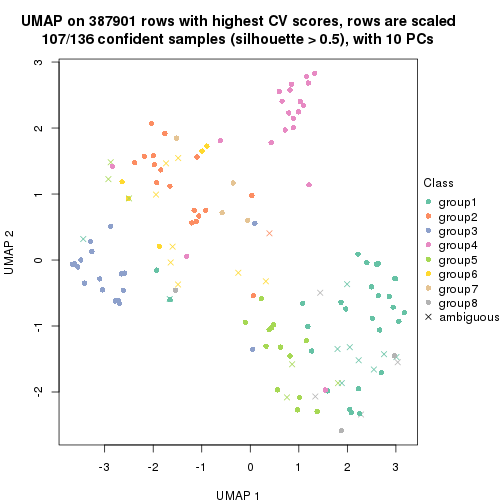 UMAP on 387901 rows with highest CV scores, rows are scaled
107/136 confident samples (silhouette > 0.5), with 10 PCs
3
2
1
0
-1
-2
UMAP 2
-3
-2
-1
0
1
2
3
UMAP 1
Class
group1
group2
group3
group4
group5
group6
group7
group8
ambiguous